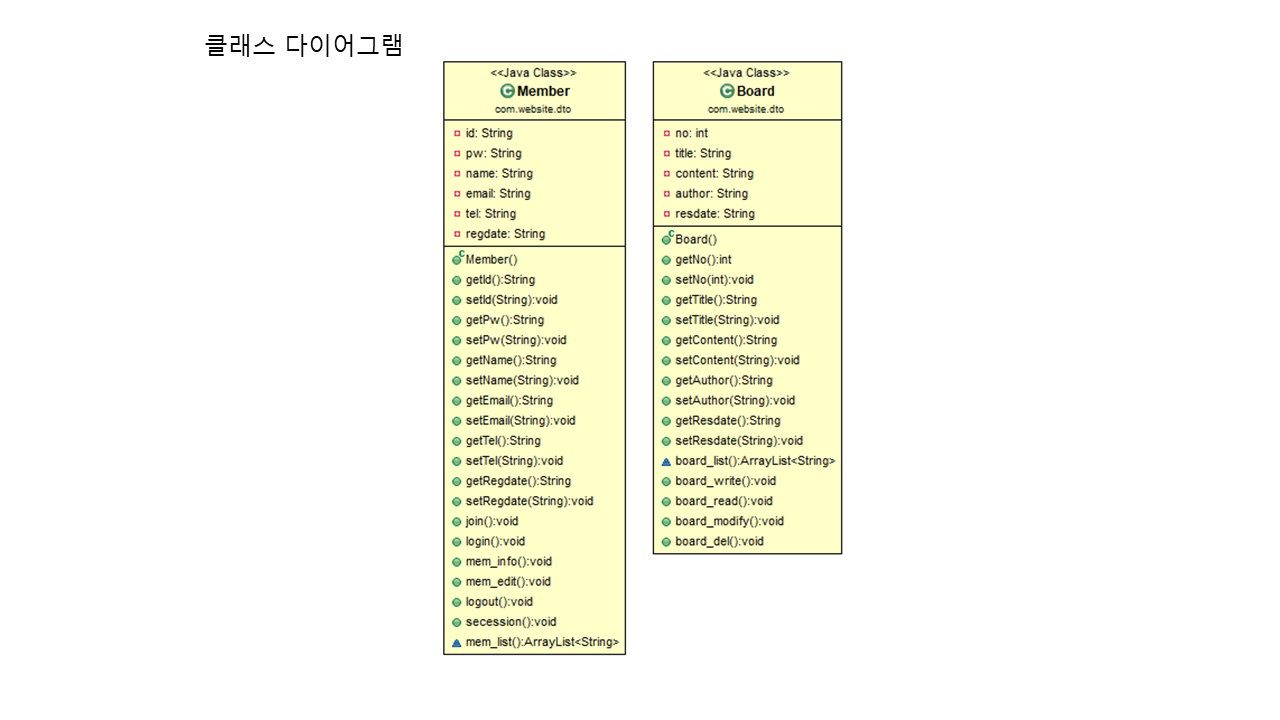 클래스 다이어그램
<<Java Class>>
Member
com.website.dto
id: String
pw: String
name: String
email: String
tel: String
regdate: String
Member()
getId():String
setId(String):void
getPw():String
setPw(String):void
getName():String
setName(String):void
getEmail():String
setEmail(String):void
getTel():String
setTel(String):void
getRegdate():String
setRegdate(String):void
join():void
login():void
mem_info():void
mem_edit():void
logout():void
secession():void
mem_list():ArrayList<String>
<<Java Class>>
Board
com.website.dto
no: int
title: String
content: String
author: String
resdate: String
Board()
getNo():int
setNo(int):void
getTitle():String
setTitle(String):void
getContent():String
setContent(String):void
getAuthor():String
setAuthor(String):void
getResdate():String
setResdate(String):void
board_list():ArrayList<String>
board_write():void
board_read():void
board_modify():void
board_del():void